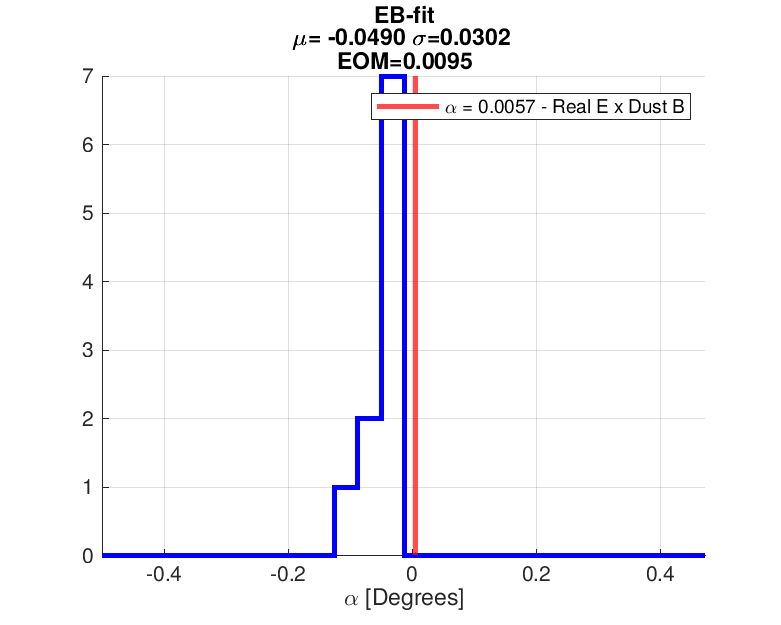 EB-fit
μ= -0.0490 σ=0.0302
EOM=0.0095
7
6
5
4
3
2
1
0
α = 0.0057 - Real E x Dust B
-0.4 -0.2 0 0.2 0.4
α [Degrees]